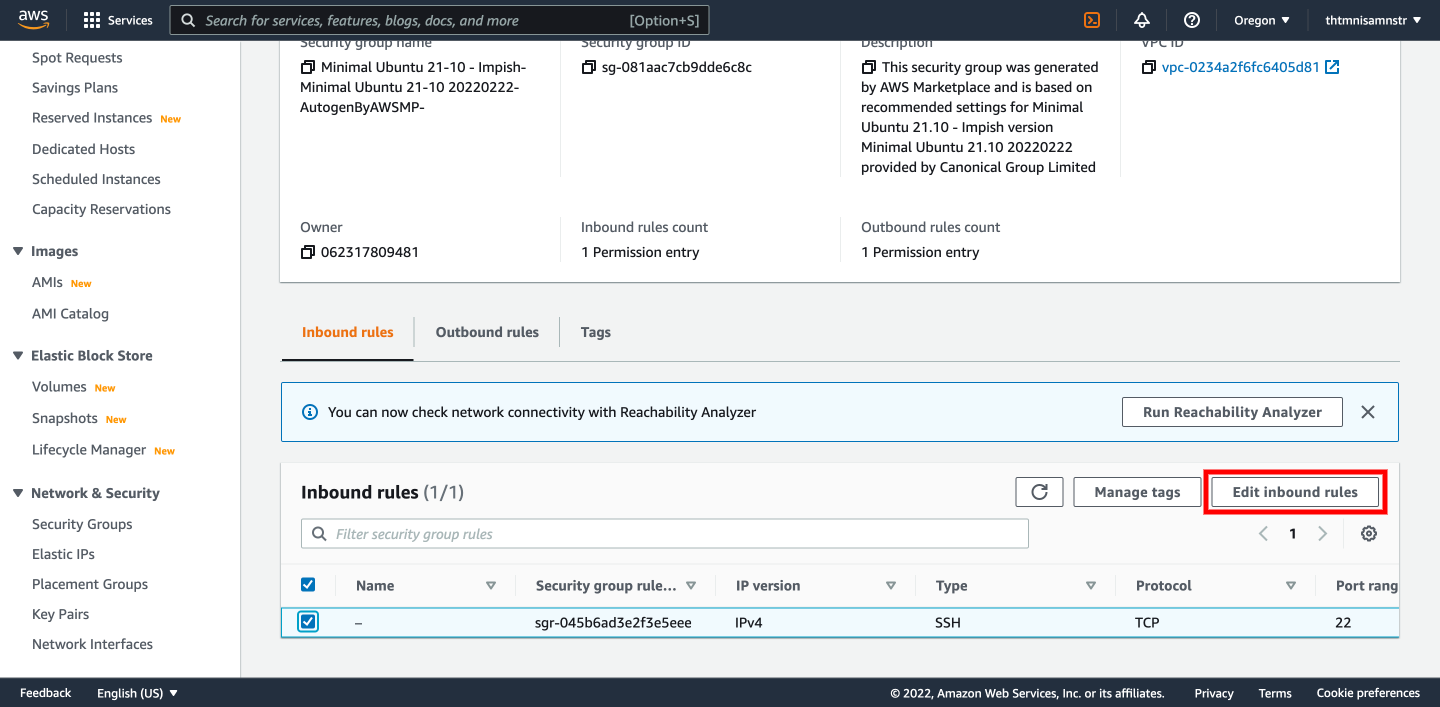 aws
Services
Search for services, features, blogs, docs, and more
[Option+S]
Oregon
thtmnisamnstr
Spot Requests
Savings Plans
Reserved Instances New
Dedicated Hosts
Scheduled Instances
Capacity Reservations
Images
AMIs New
AMI Catalog
Elastic Block Store
Volumes New
Snapshots New
Lifecycle Manager New
Network & Security
Security Groups
Elastic IPs
Placement Groups
Key Pairs
Network Interfaces
Security group name
Minimal Ubuntu 21-10 - Impish-
Minimal Ubuntu 21-10 20220222-
AutogenByAWSMP-
Security group ID
sg-081aac7cb9dde6c8c
Description
This security group was generated
by AWS Marketplace and is based on
recommended settings for Minimal
Ubuntu 21.10 - Impish version
Minimal Ubuntu 21.10 20220222
provided by Canonical Group Limited
VPC ID
vpc-0234a2f6fc6405d81
Owner
062317809481
Inbound rules count
1 Permission entry
Outbound rules count
1 Permission entry
Inbound rules
Outbound rules
Tags
You can now check network connectivity with Reachability Analyzer
Run Reachability Analyzer
Inbound rules (1/1)
Manage tags
Edit inbound rules
Filter security group rules
1
Name
Security group rule...
IP version
Type
Protocol
Port rang
–
sgr-045b6ad3e2f3e5eee
IPv4
SSH
TCP
22
Feedback
English (US)
© 2022, Amazon Web Services, Inc. or its affiliates.
Privacy
Terms
Cookie preferences